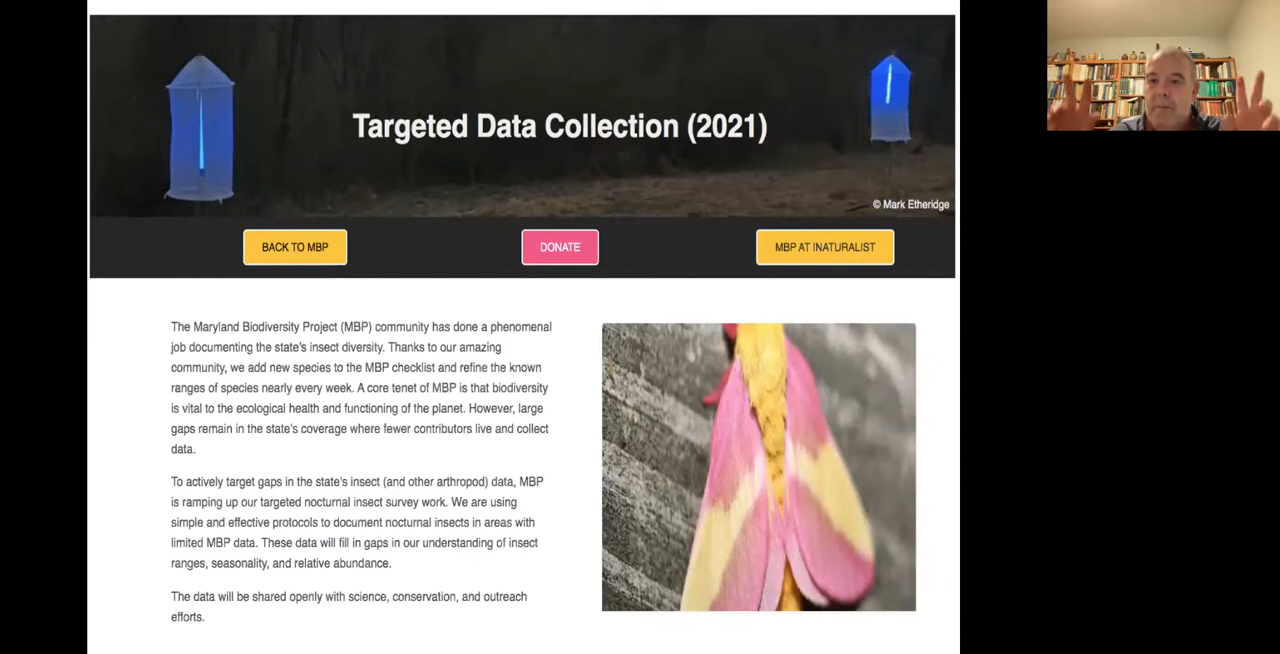 Targeted Data Collection (2021)
© Mark Etheridge
BACK TO MBP
DONATE
MBP AT INATURALIST
The Maryland Biodiversity Project (MBP) community has done a phenomenal
job documenting the state's insect diversity. Thanks to our amazing
community, we add new species to the MBP checklist and refine the known
ranges of species nearly every week. A core tenet of MBP is that biodiversity
is vital to the ecological health and functioning of the planet. However, large
gaps remain in the state's coverage where fewer contributors live and collect
data.
To actively target gaps in the state's insect (and other arthropod) data, MBP
is ramping up our targeted nocturnal insect survey work. We are using
simple and effective protocols to document nocturnal insects in areas with
limited MBP data. These data will fill in gaps in our understanding of insect
ranges, seasonality, and relative abundance.
The data will be shared openly with science, conservation, and outreach
efforts.